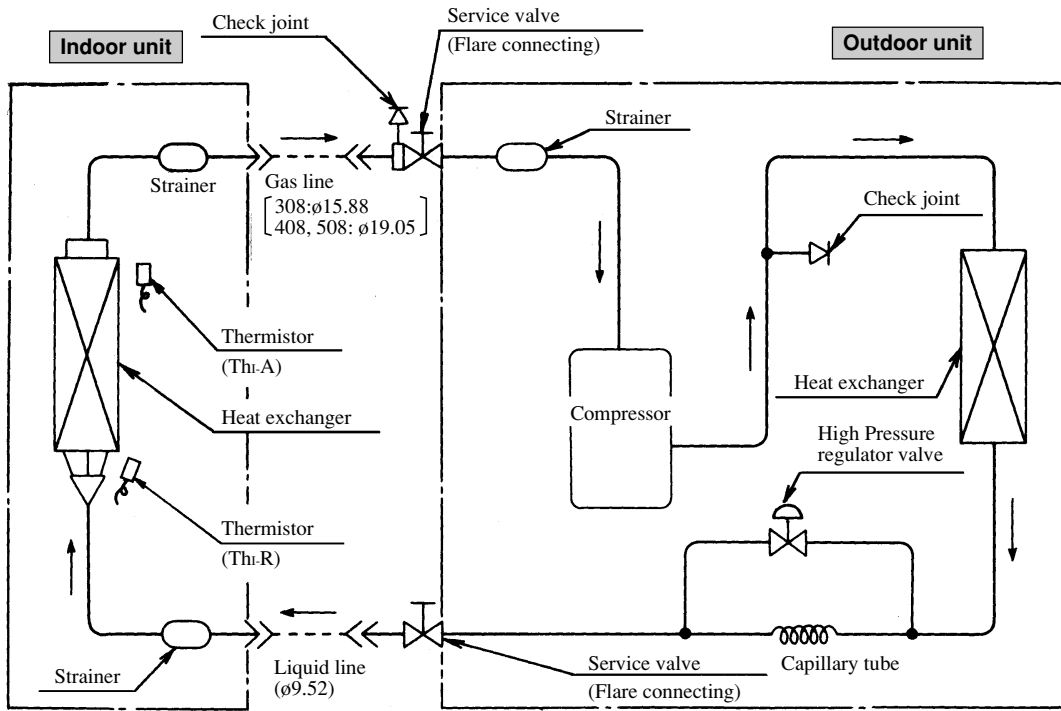 Indoor unit
Check joint
Service valve
(Flare connecting)
Outdoor unit
Strainer
Strainer
Gas line
308:ø15.88
408, 508: ø19.05
Check joint
Thermistor
(ThI-A)
Heat exchanger
Compressor
Heat exchanger
High Pressure
regulator valve
Thermistor
(ThI-R)
Strainer
Liquid line
(ø9.52)
Service valve
(Flare connecting)
Capillary tube